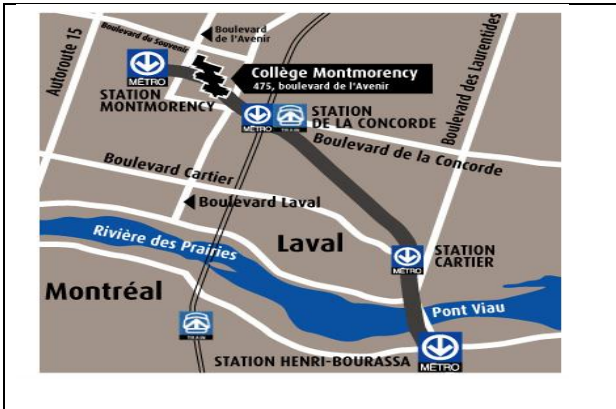 Autoroute 15
Boulevard du Souvenir
Boulevard
de l'Avenir
Collège Montmorency
475, boulevard de l'Avenir
MÉTRO
STATION
MONTMORENCY
MÉTRO
TRAIN
STATION
DE LA CONCORDE
Boulevard des Laurentides
Boulevard de la Concorde
Boulevard Cartier
Boulevard Laval
Rivière des Prairies
Laval
MÉTRO
STATION
CARTIER
Montréal
Pont Viau
TRAIN
STATION HENRI-BOURASSA
MÉTRO